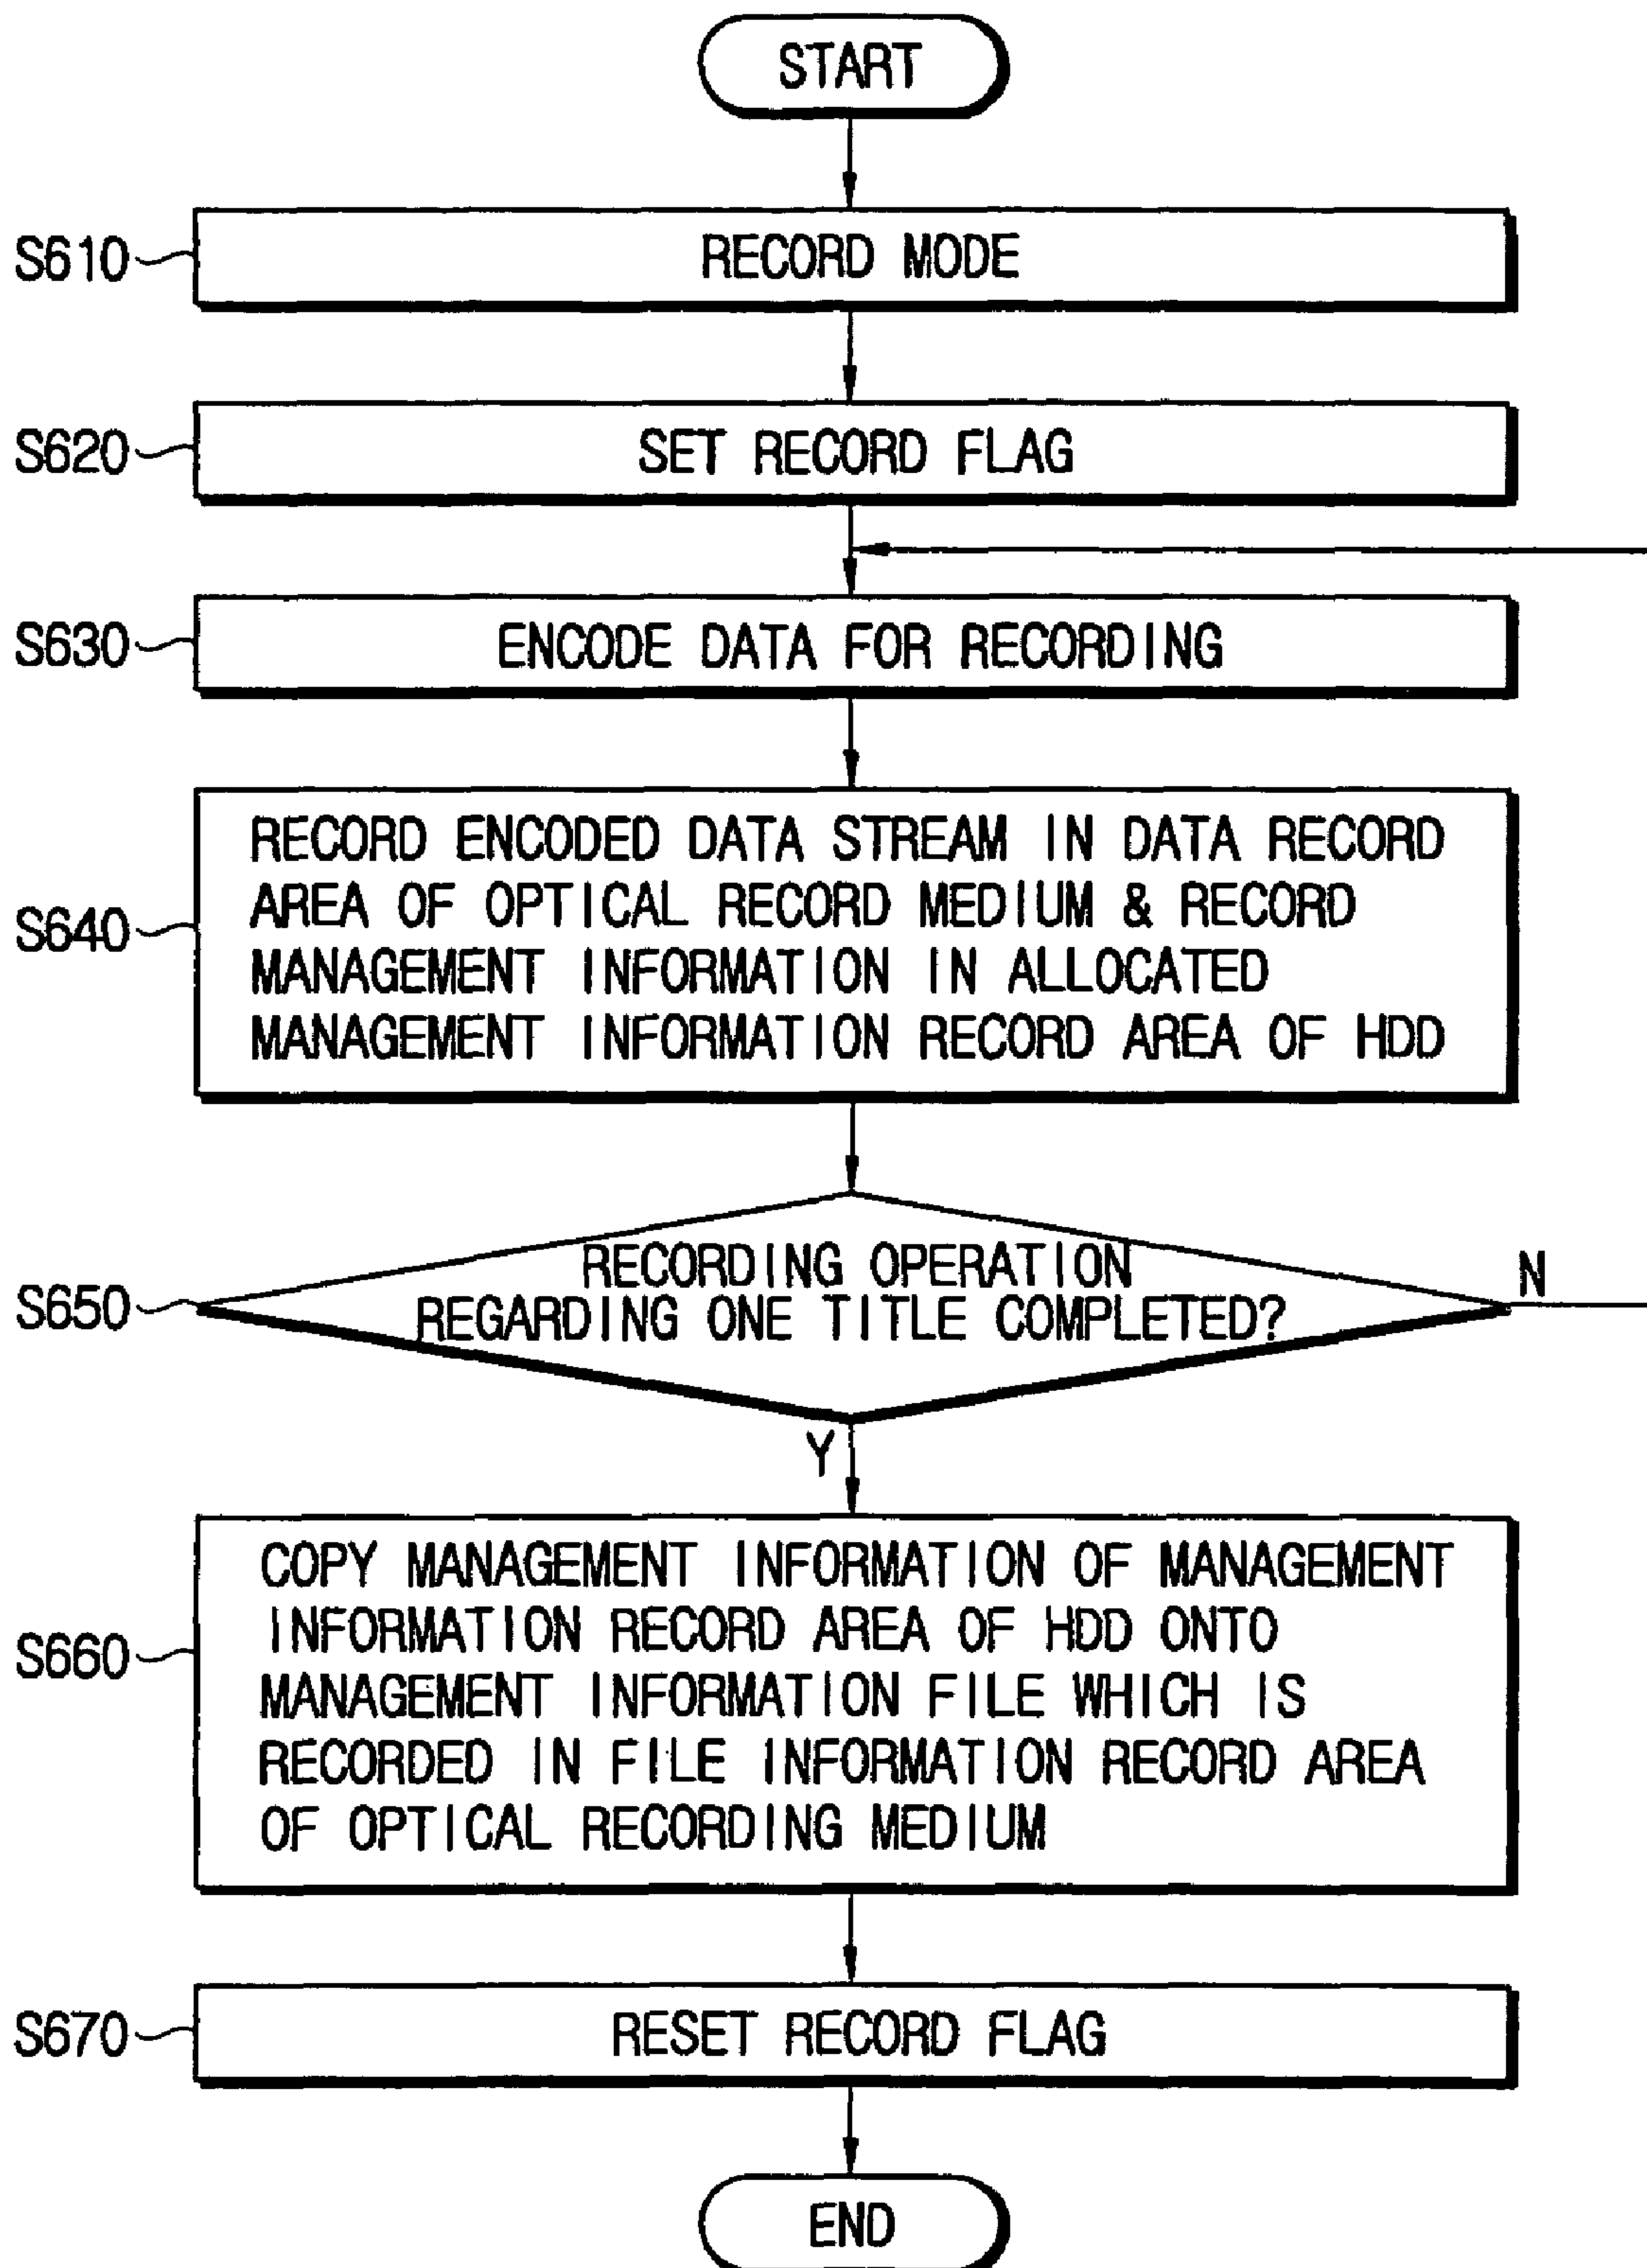 START
S610
RECORD MODE
S620
SET RECORD FLAG
S630
ENCODE DATA FOR RECORDING
S640
RECORD ENCODED DATA STREAM IN DATA RECORD
AREA OF OPTICAL RECORD MEDIUM & RECORD
MANAGEMENT INFORMATION IN ALLOCATED
MANAGEMENT INFORMATION RECORD AREA OF HDD
S650
RECORDING OPERATION
REGARDING ONE TITLE COMPLETED?
N
Y
S660
COPY MANAGEMENT INFORMATION OF MANAGEMENT
INFORMATION RECORD AREA OF HDD ONTO
MANAGEMENT INFORMATION FILE WHICH IS
RECORDED IN FILE INFORMATION RECORD AREA
OF OPTICAL RECORDING MEDIUM
S670
RESET RECORD FLAG
END